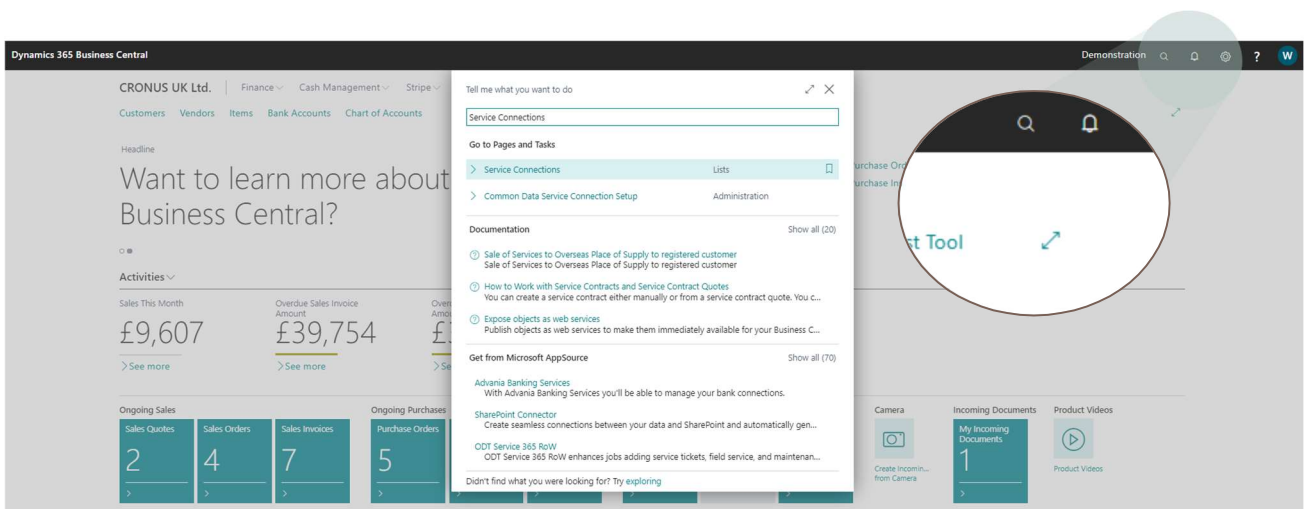 Dynamics 365 Business Central
Demonstration
?
W
CRONUS UK Ltd.
Finance
Cash Management
Stripe
Customers
Vendors
Items
Bank Accounts
Chart of Accounts
Headline
Want to learn more about
Business Central?
Activities
Sales This Month
£9,607
See more
Overdue Sales Invoice
Amount
£39,754
See more
Ongoing Sales
Sales Quotes
2
Sales Orders
4
Sales Invoices
7
Ongoing Purchases
Purchase Orders
5
Tell me what you want to do
Service Connections
Go to Pages and Tasks
Service Connections
Lists
Common Data Service Connection Setup
Administration
Documentation
Show all (20)
Sale of Services to Overseas Place of Supply to registered customer
Sale of Services to Overseas Place of Supply to registered customer
How to Work with Service Contracts and Service Contract Quotes
You can create a service contract either manually or from a service contract quote. You c...
Expose objects as web services
Publish objects as web services to make them immediately available for your Business C...
Get from Microsoft AppSource
Show all (70)
Advania Banking Services
With Advania Banking Services you'll be able to manage your bank connections.
SharePoint Connector
Create seamless connections between your data and SharePoint and automatically gen...
ODT Service 365 RoW
ODT Service 365 RoW enhances jobs adding service tickets, field service, and maintenan...
Didn't find what you were looking for? Try exploring
st Tool
Camera
Create Incomin...
from Camera
Incoming Documents
My Incoming
Documents
1
Product Videos
Product Videos